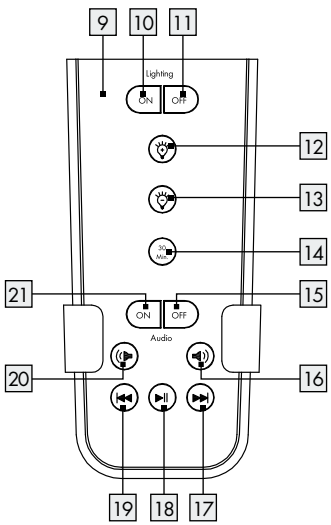 9 10 11
Lighting
ON OFF
12
13
30
Min.
14
21 15
ON OFF
Audio
20 16
19 18 17